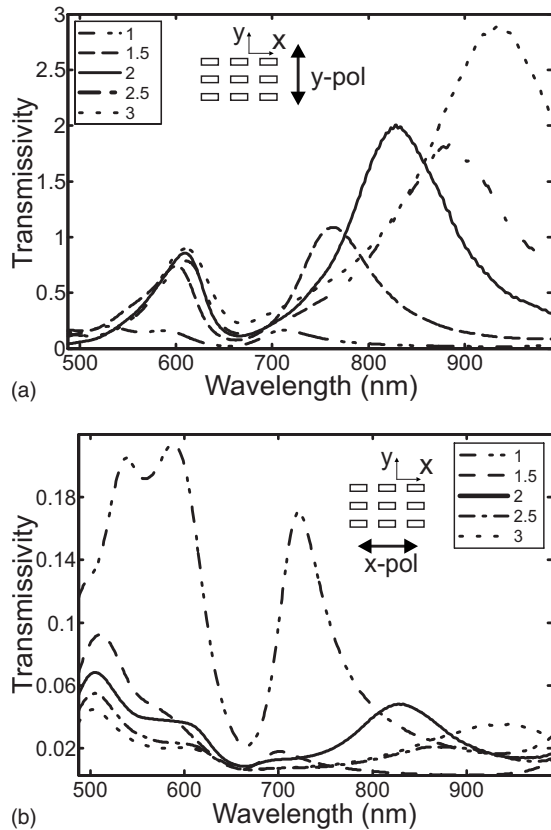 3
2.5
2
1.5
1
0.5
0
Transmissivity
1
1.5
2
2.5
3
y
x
y-pol
500
600
700
800
900
Wavelength (nm)
(a)
0.18
0.14
0.1
0.06
0.02
Transmissivity
y
x
x-pol
1
1.5
2
2.5
3
500
600
700
800
900
Wavelength (nm)
(b)